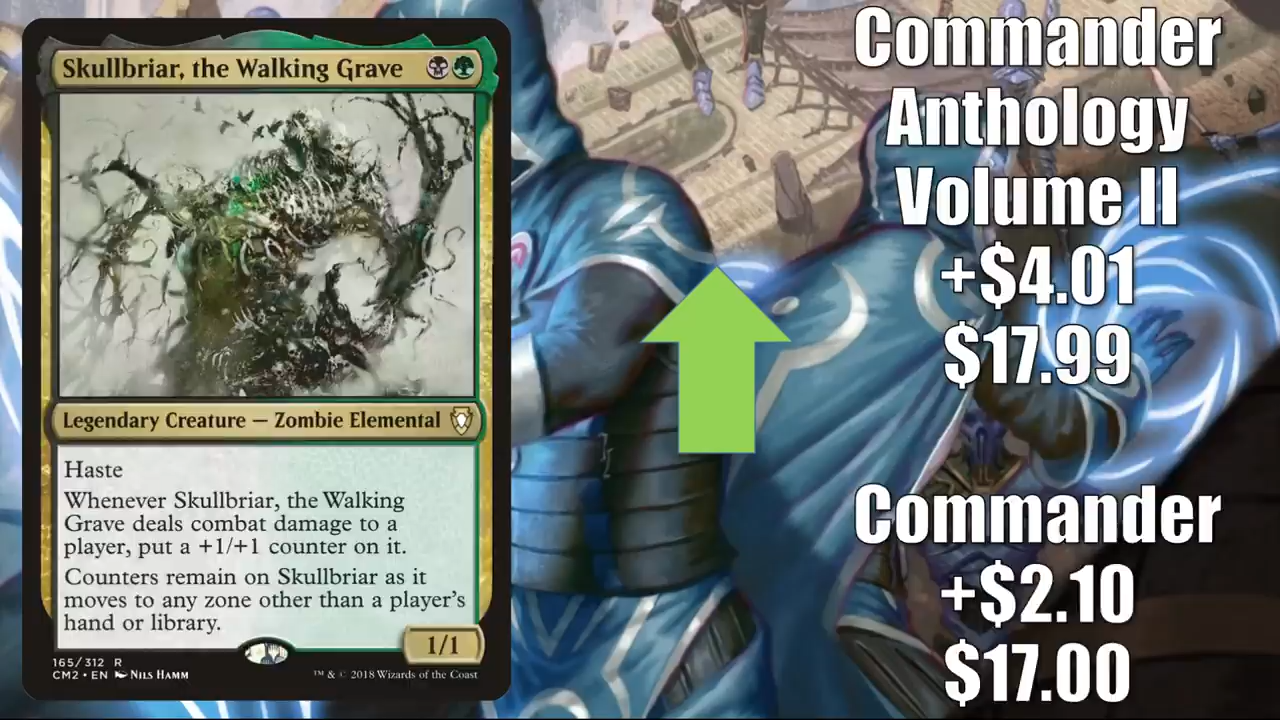 Skullbriar, the Walking Grave
Legendary Creature — Zombie Elemental
Haste
Whenever Skullbriar, the Walking
Grave deals combat damage to a
player, put a +1/+1 counter on it.
Counters remain on Skullbriar as it
moves to any zone other than a player's
hand or library.
1/1
165/312 R
CM2 • EN Nils Hamm
™ & © 2018 Wizards of the Coast
Commander
Anthology
Volume II
+$4.01
$17.99
Commander
+$2.10
$17.00